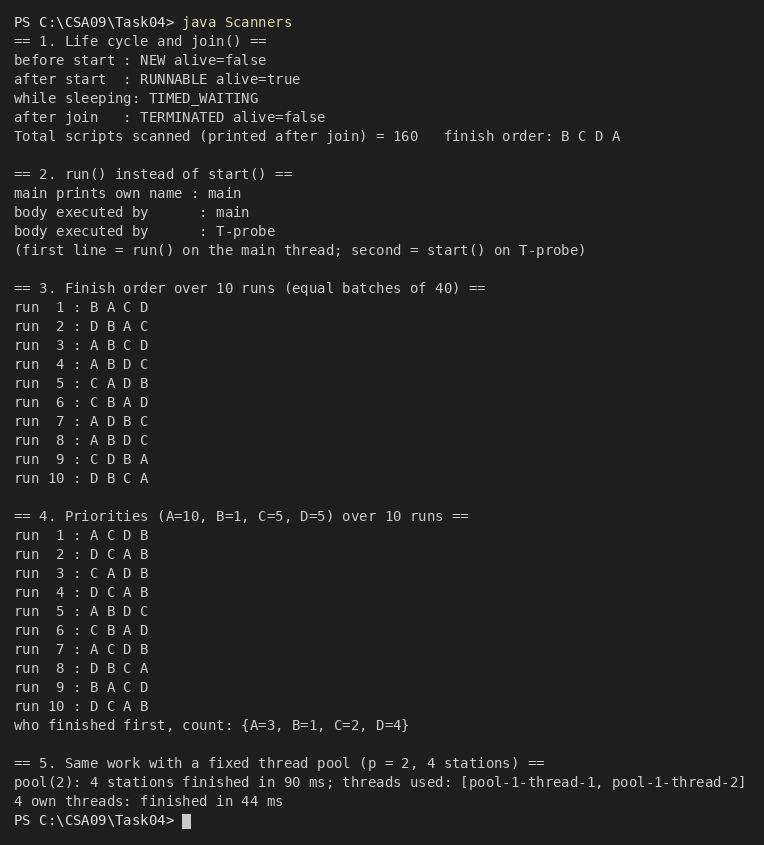 PS C:\CSA09\Task04> java Scanners
== 1. Life cycle and join() ==
before start : NEW alive=false
after start  : RUNNABLE alive=true
while sleeping: TIMED_WAITING
after join   : TERMINATED alive=false
Total scripts scanned (printed after join) = 160   finish order: B C D A

== 2. run() instead of start() ==
main prints own name : main
body executed by      : main
body executed by      : T-probe
(first line = run() on the main thread; second = start() on T-probe)

== 3. Finish order over 10 runs (equal batches of 40) ==
run  1 : B A C D
run  2 : D B A C
run  3 : A B C D
run  4 : A B D C
run  5 : C A D B
run  6 : C B A D
run  7 : A D B C
run  8 : A B D C
run  9 : C D B A
run 10 : D B C A

== 4. Priorities (A=10, B=1, C=5, D=5) over 10 runs ==
run  1 : A C D B
run  2 : D C A B
run  3 : C A D B
run  4 : D C A B
run  5 : A B D C
run  6 : C B A D
run  7 : A C D B
run  8 : D B C A
run  9 : B A C D
run 10 : D C A B
who finished first, count: {A=3, B=1, C=2, D=4}

== 5. Same work with a fixed thread pool (p = 2, 4 stations) ==
pool(2): 4 stations finished in 90 ms; threads used: [pool-1-thread-1, pool-1-thread-2]
4 own threads: finished in 44 ms
PS C:\CSA09\Task04>